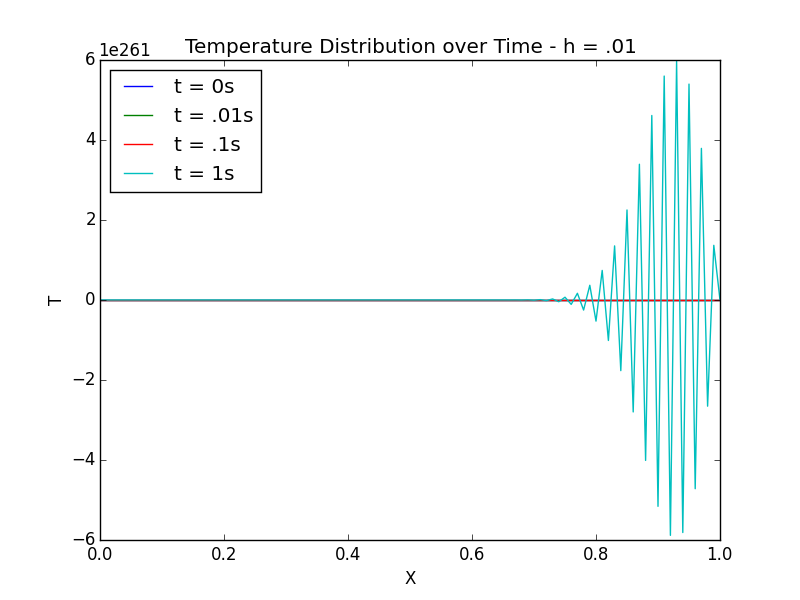 Temperature Distribution over Time - h = .01
1e261
6
4
2
0
−2
−4
−6
T
t = 0s
t = .01s
t = .1s
t = 1s
0.0 0.2 0.4 0.6 0.8 1.0
X